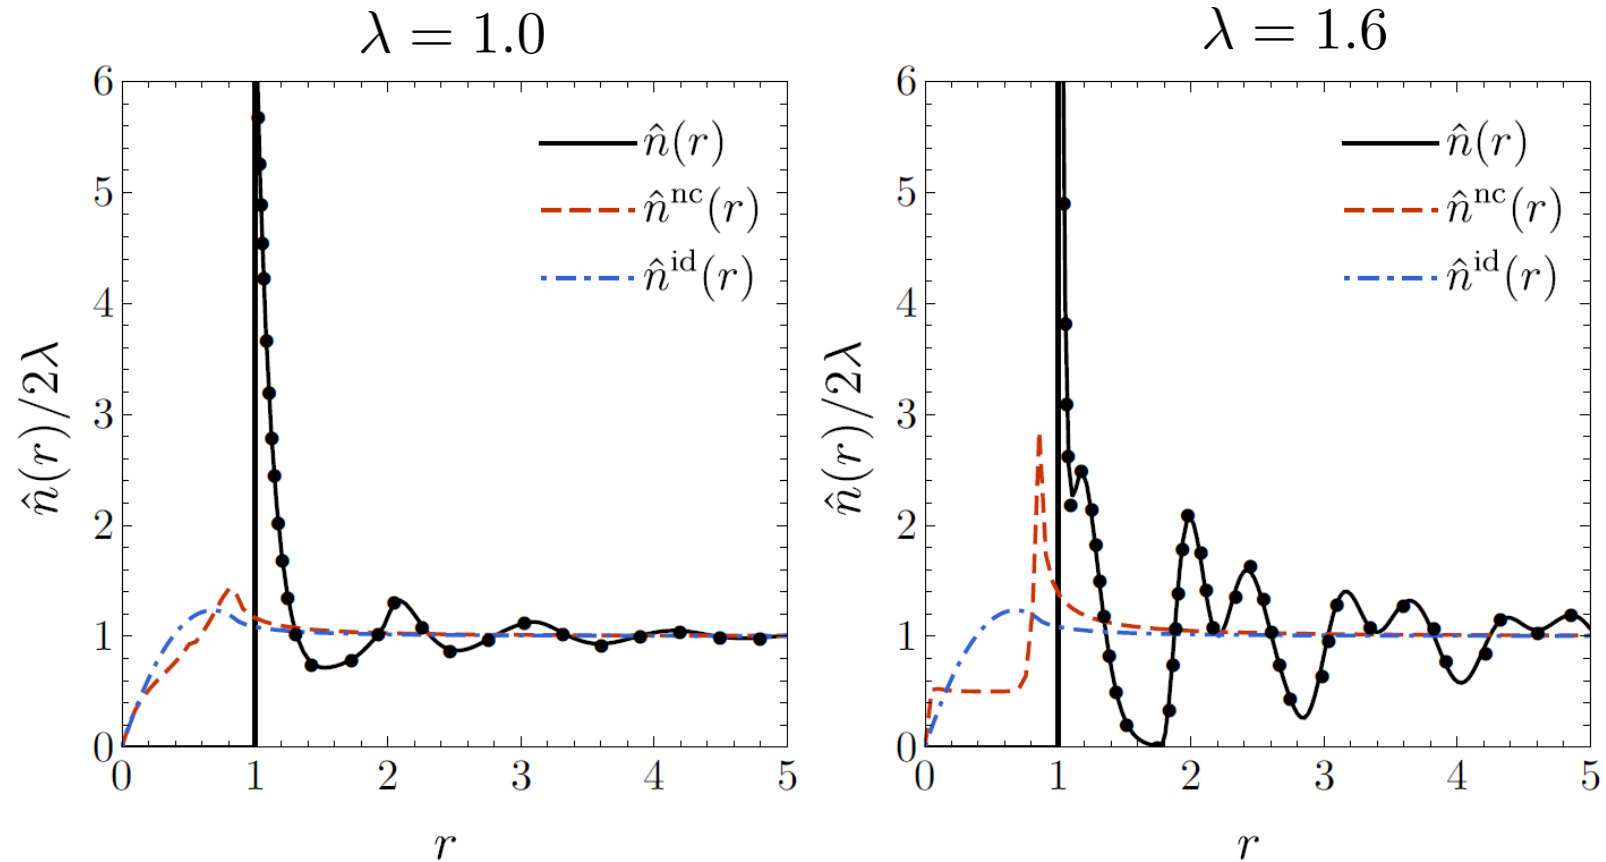 λ = 1.0
6
5
4
3
2
1
0
0 1 2 3 4 5
n̂(r)/2λ
r
n̂(r)
n̂ⁿᶜ(r)
n̂ⁱᵈ(r)
λ = 1.6
6
5
4
3
2
1
0
0 1 2 3 4 5
n̂(r)/2λ
r
n̂(r)
n̂ⁿᶜ(r)
n̂ⁱᵈ(r)